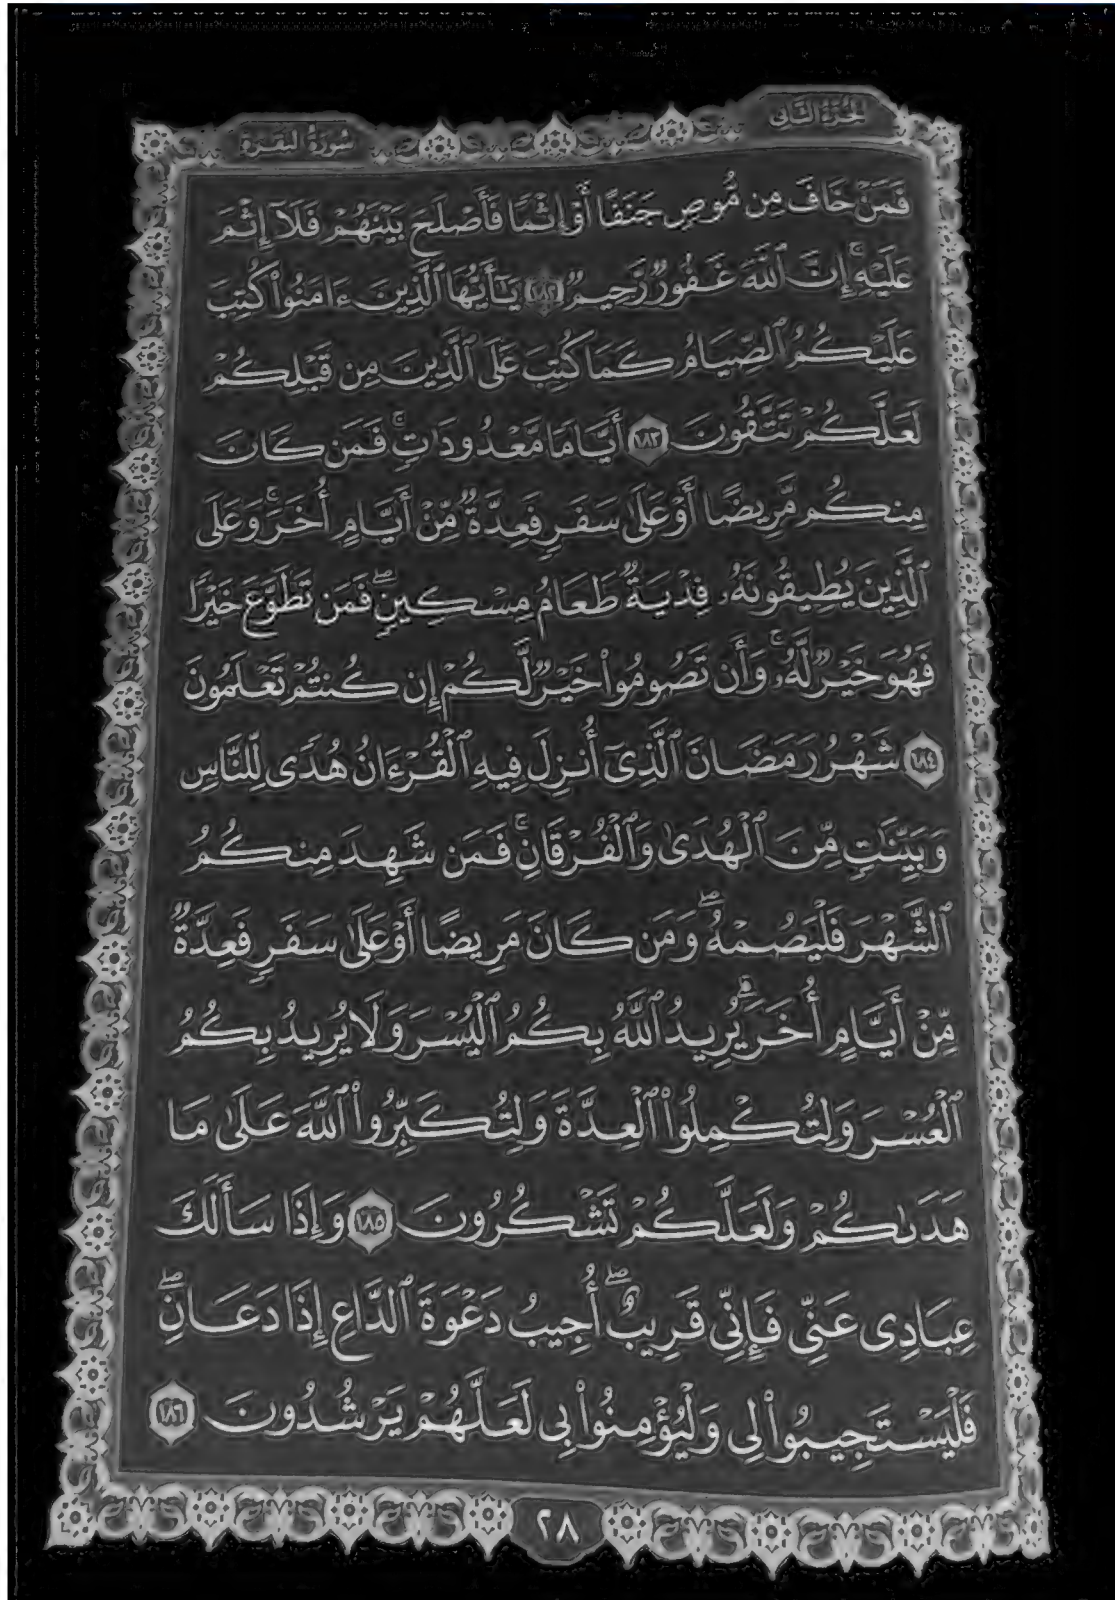 الجزء الثاني
سورة البقرة
فَمَنْ خَافَ مِن مُّوصٍ جَنَفًا أَوْ إِثْمًا فَأَصْلَحَ بَيْنَهُمْ فَلَآ إِثْمَ
عَلَيْهِ ۚ إِنَّ ٱللَّهَ غَفُورٌ رَّحِيمٌ ١٨٢ يَـٰٓأَيُّهَا ٱلَّذِينَ ءَامَنُوا۟ كُتِبَ
عَلَيْكُمُ ٱلصِّيَامُ كَمَا كُتِبَ عَلَى ٱلَّذِينَ مِن قَبْلِكُمْ
لَعَلَّكُمْ تَتَّقُونَ ١٨٣ أَيَّامًا مَّعْدُودَٰتٍ ۚ فَمَن كَانَ
مِنكُم مَّرِيضًا أَوْ عَلَىٰ سَفَرٍ فَعِدَّةٌ مِّنْ أَيَّامٍ أُخَرَ ۚ وَعَلَى
ٱلَّذِينَ يُطِيقُونَهُۥ فِدْيَةٌ طَعَامُ مِسْكِينٍ ۖ فَمَن تَطَوَّعَ خَيْرًا
فَهُوَ خَيْرٌ لَّهُۥ ۚ وَأَن تَصُومُوا۟ خَيْرٌ لَّكُمْ إِن كُنتُمْ تَعْلَمُونَ
١٨٤ شَهْرُ رَمَضَانَ ٱلَّذِىٓ أُنزِلَ فِيهِ ٱلْقُرْءَانُ هُدًى لِّلنَّاسِ
وَبَيِّنَـٰتٍ مِّنَ ٱلْهُدَىٰ وَٱلْفُرْقَانِ ۚ فَمَن شَهِدَ مِنكُمُ
ٱلشَّهْرَ فَلْيَصُمْهُ ۖ وَمَن كَانَ مَرِيضًا أَوْ عَلَىٰ سَفَرٍ فَعِدَّةٌ
مِّنْ أَيَّامٍ أُخَرَ ۗ يُرِيدُ ٱللَّهُ بِكُمُ ٱلْيُسْرَ وَلَا يُرِيدُ بِكُمُ
ٱلْعُسْرَ وَلِتُكْمِلُوا۟ ٱلْعِدَّةَ وَلِتُكَبِّرُوا۟ ٱللَّهَ عَلَىٰ مَا
هَدَىٰكُمْ وَلَعَلَّكُمْ تَشْكُرُونَ ١٨٥ وَإِذَا سَأَلَكَ
عِبَادِى عَنِّى فَإِنِّى قَرِيبٌ ۖ أُجِيبُ دَعْوَةَ ٱلدَّاعِ إِذَا دَعَانِ ۖ
فَلْيَسْتَجِيبُوا۟ لِى وَلْيُؤْمِنُوا۟ بِى لَعَلَّهُمْ يَرْشُدُونَ ١٨٦
٢٨